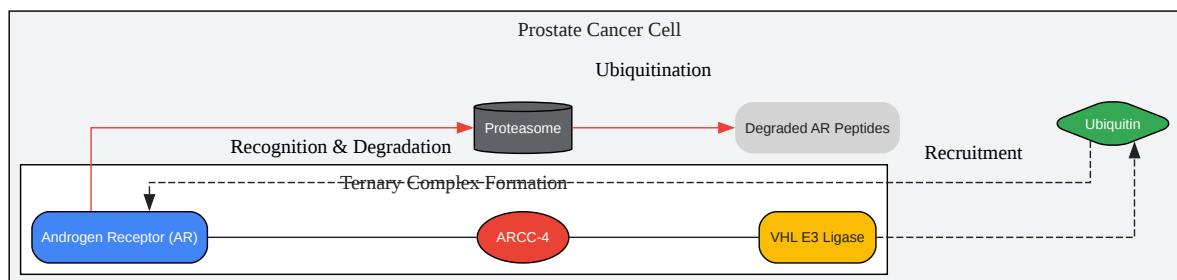 Prostate Cancer Cell
Ubiquitination
Proteasome
Degraded AR Peptides
Ubiquitin
Recognition & Degradation
Recruitment
Ternary Complex Formation
Androgen Receptor (AR)
ARCC-4
VHL E3 Ligase